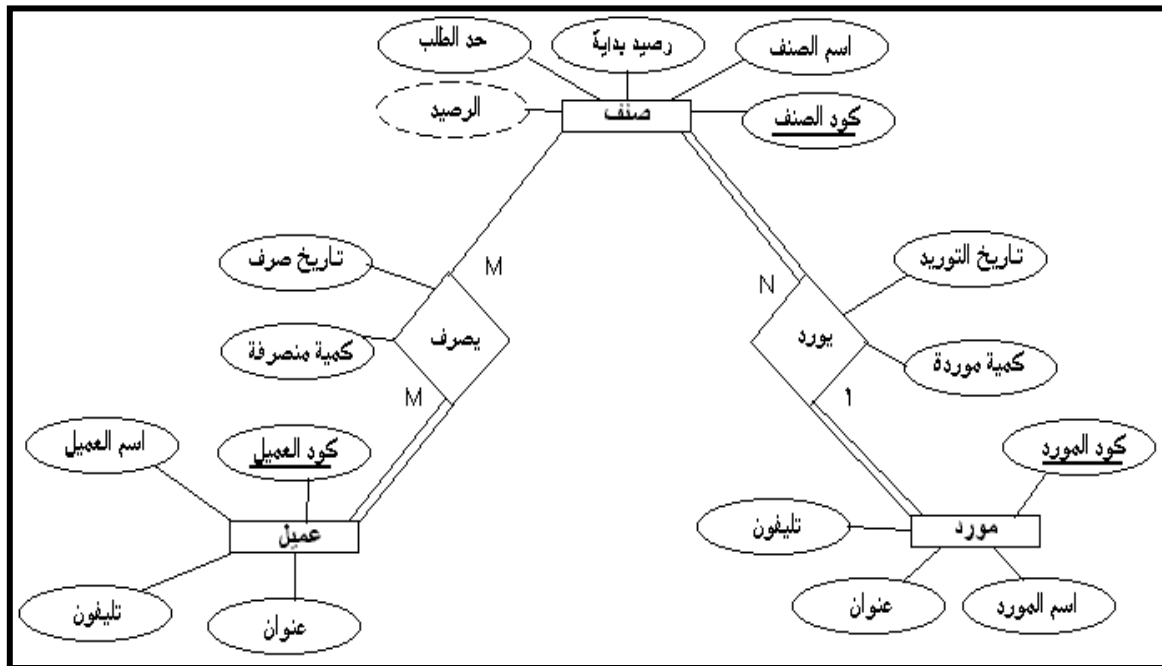 حد الطلب
رصيد بداية
اسم الصنف
الرصيد
صنف
كود الصنف
تاريخ صرف
M
N
تاريخ التوريد
يصرف
يورد
كمية منصرفة
كمية موردة
M
1
اسم العميل
كود العميل
كود المورد
عميل
تليفون
مورد
تليفون
عنوان
عنوان
اسم المورد